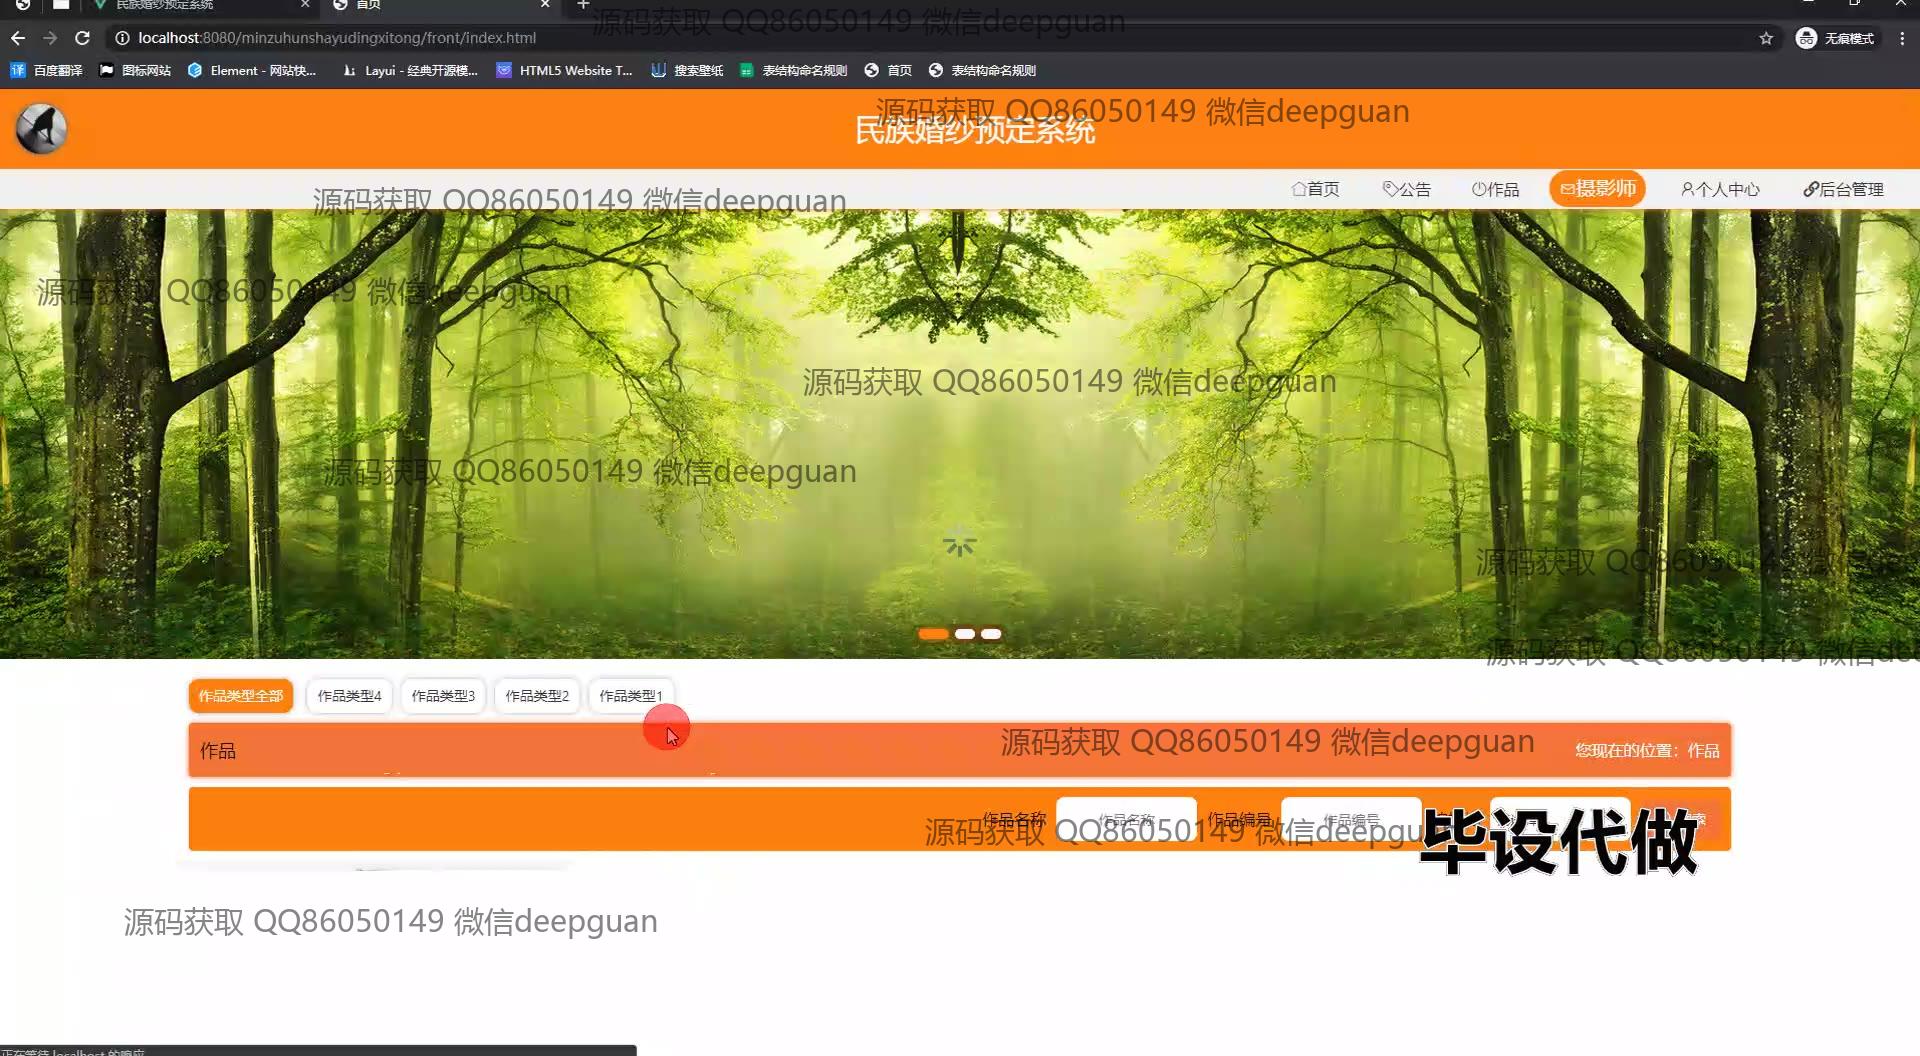 民族婚纱预定系统
首页
源码获取 QQ86050149 微信deepguan
localhost:8080/minzuhunshayudingxitong/front/index.html
无痕模式
百度翻译
图标网站
Element - 网站快...
Layui - 经典开源模...
HTML5 Website T...
搜索壁纸
表结构命名规则
首页
表结构命名规则
源码获取 QQ86050149 微信deepguan
民族婚纱预定系统
源码获取 QQ86050149 微信deepguan
首页
公告
作品
摄影师
个人中心
后台管理
源码获取 QQ86050149 微信deepguan
源码获取 QQ86050149 微信deepguan
源码获取 QQ86050149 微信deepguan
源码获取 QQ86050149
源码获取 QQ86050149 微信dee
作品类型全部
作品类型4
作品类型3
作品类型2
作品类型1
作品
源码获取 QQ86050149 微信deepguan
您现在的位置：作品
作品名称
作品名称
作品编号
作品编号
源码获取 QQ86050149 微信deepgu
毕设代做
源码获取 QQ86050149 微信deepguan
正在等待 localhost 的响应